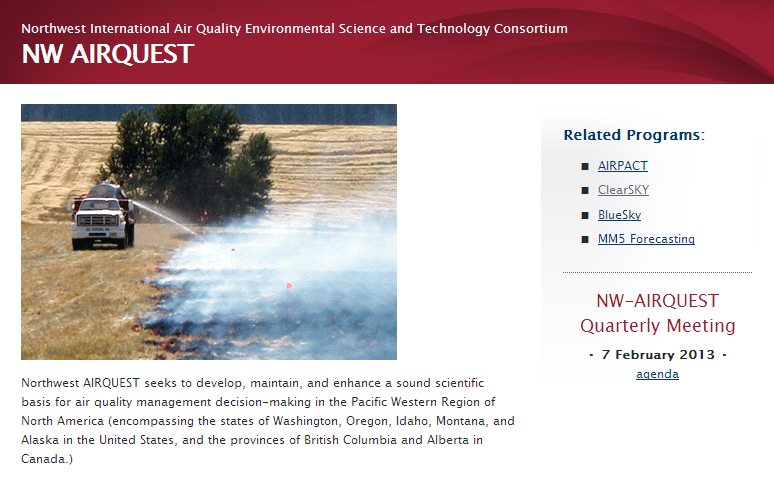 Northwest International Air Quality Environmental Science and Technology Consortium
NW AIRQUEST
Related Programs:
AIRPACT
ClearSKY
BlueSky
MM5 Forecasting
NW-AIRQUEST
Quarterly Meeting
- 7 February 2013 -
agenda
Northwest AIRQUEST seeks to develop, maintain, and enhance a sound scientific
basis for air quality management decision-making in the Pacific Western Region of
North America (encompassing the states of Washington, Oregon, Idaho, Montana, and
Alaska in the United States, and the provinces of British Columbia and Alberta in
Canada.)